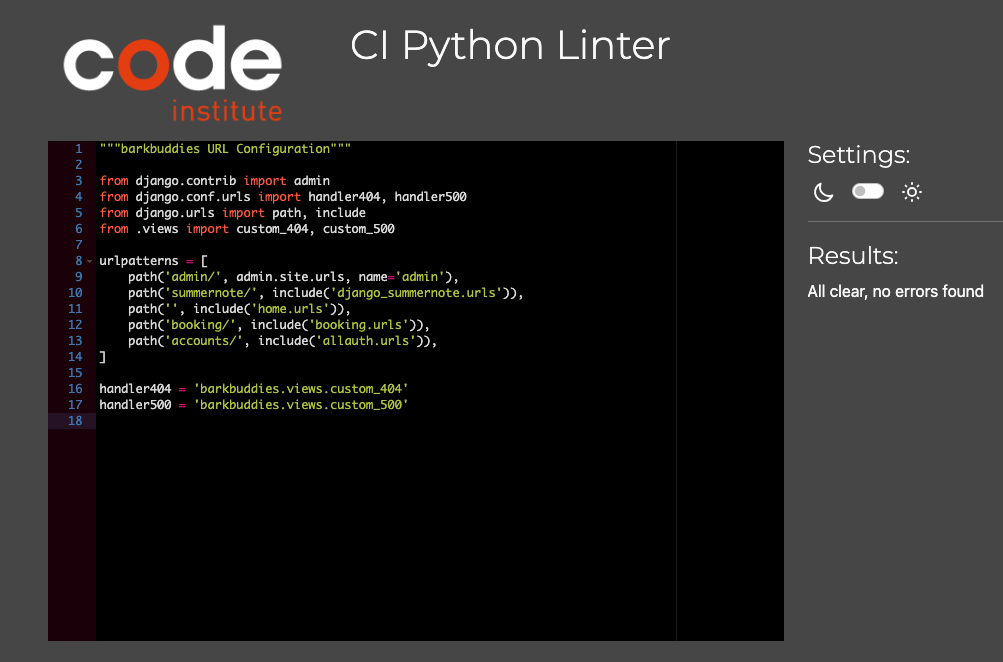 code
institute
CI Python Linter
1 """barkbuddies URL Configuration"""
2
3 from django.contrib import admin
4 from django.conf.urls import handler404, handler500
5 from django.urls import path, include
6 from .views import custom_404, custom_500
7
8 urlpatterns = [
9     path('admin/', admin.site.urls, name='admin'),
10     path('summernote/', include('django_summernote.urls')),
11     path('', include('home.urls')),
12     path('booking/', include('booking.urls')),
13     path('accounts/', include('allauth.urls')),
14 ]
15
16 handler404 = 'barkbuddies.views.custom_404'
17 handler500 = 'barkbuddies.views.custom_500'
18
Settings:
Results:
All clear, no errors found